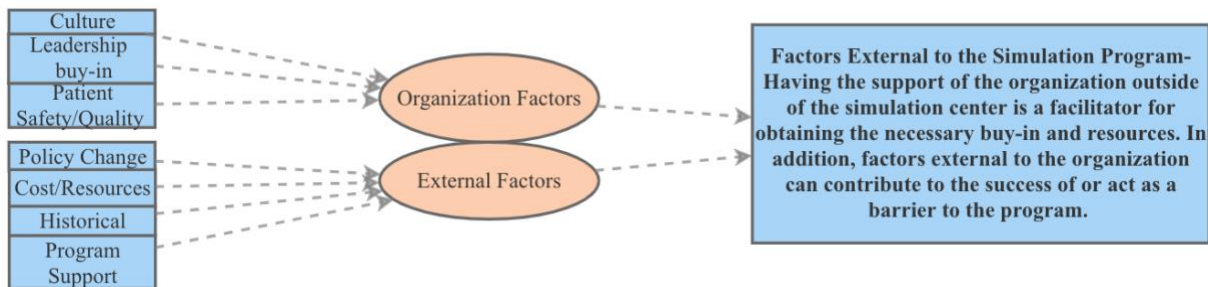 Culture
Leadership
buy-in
Patient
Safety/Quality
Policy Change
Cost/Resources
Historical
Program
Support
Organization Factors
External Factors
Factors External to the Simulation Program-
Having the support of the organization outside
of the simulation center is a facilitator for
obtaining the necessary buy-in and resources. In
addition, factors external to the organization
can contribute to the success of or act as a
barrier to the program.